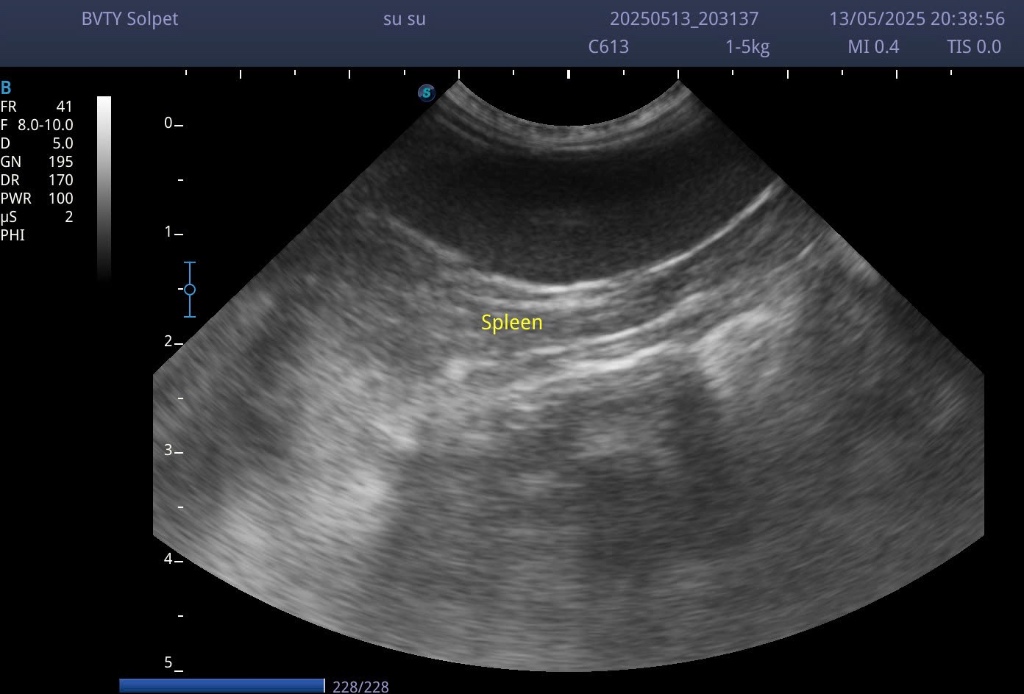 BVTY Solpet su su 20250513_203137 13/05/2025 20:38:56
C613 1-5kg MI 0.4 TIS 0.0
B
FR 41
F 8.0-10.0
D 5.0
GN 195
DR 170
PWR 100
µS 2
PHI
S
0
1
2
3
4
5
Spleen
228/228